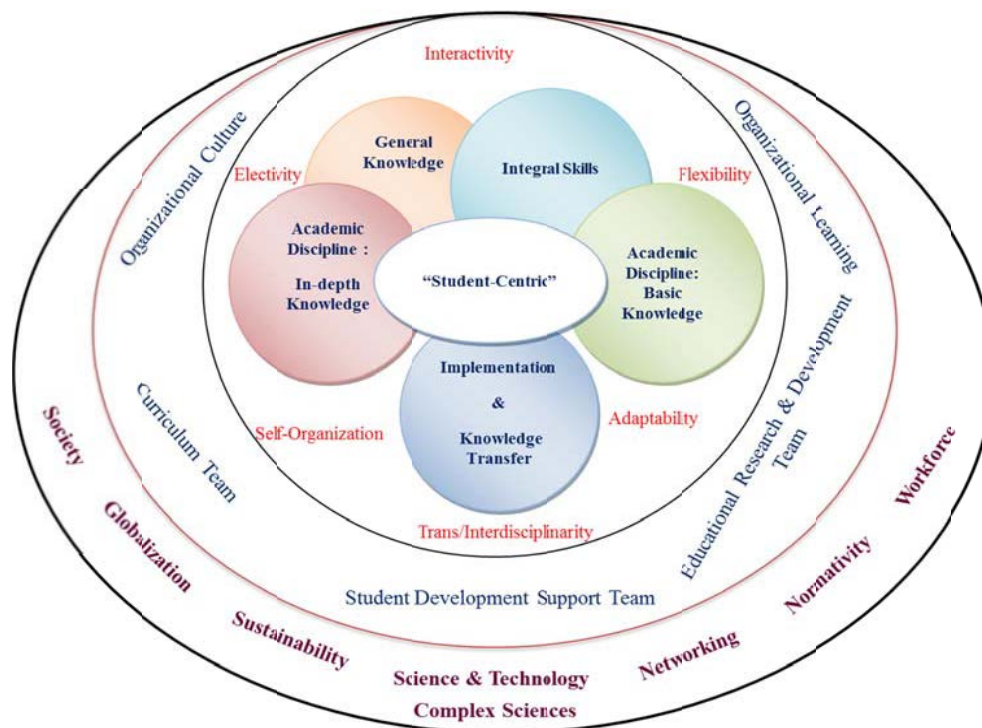 Interactivity
General
Knowledge
Integral Skills
Electivity
Flexibility
Academic
Discipline :
In-depth
Knowledge
"Student-Centric"
Academic
Discipline:
Basic
Knowledge
Implementation
&
Knowledge
Transfer
Self-Organization
Adaptability
Trans/Interdisciplinarity
Organizational Culture
Organizational Learning
Curriculum Team
Educational Research & Development
Team
Student Development Support Team
Society
Globalization
Sustainability
Science & Technology
Complex Sciences
Networking
Normativity
Workforce